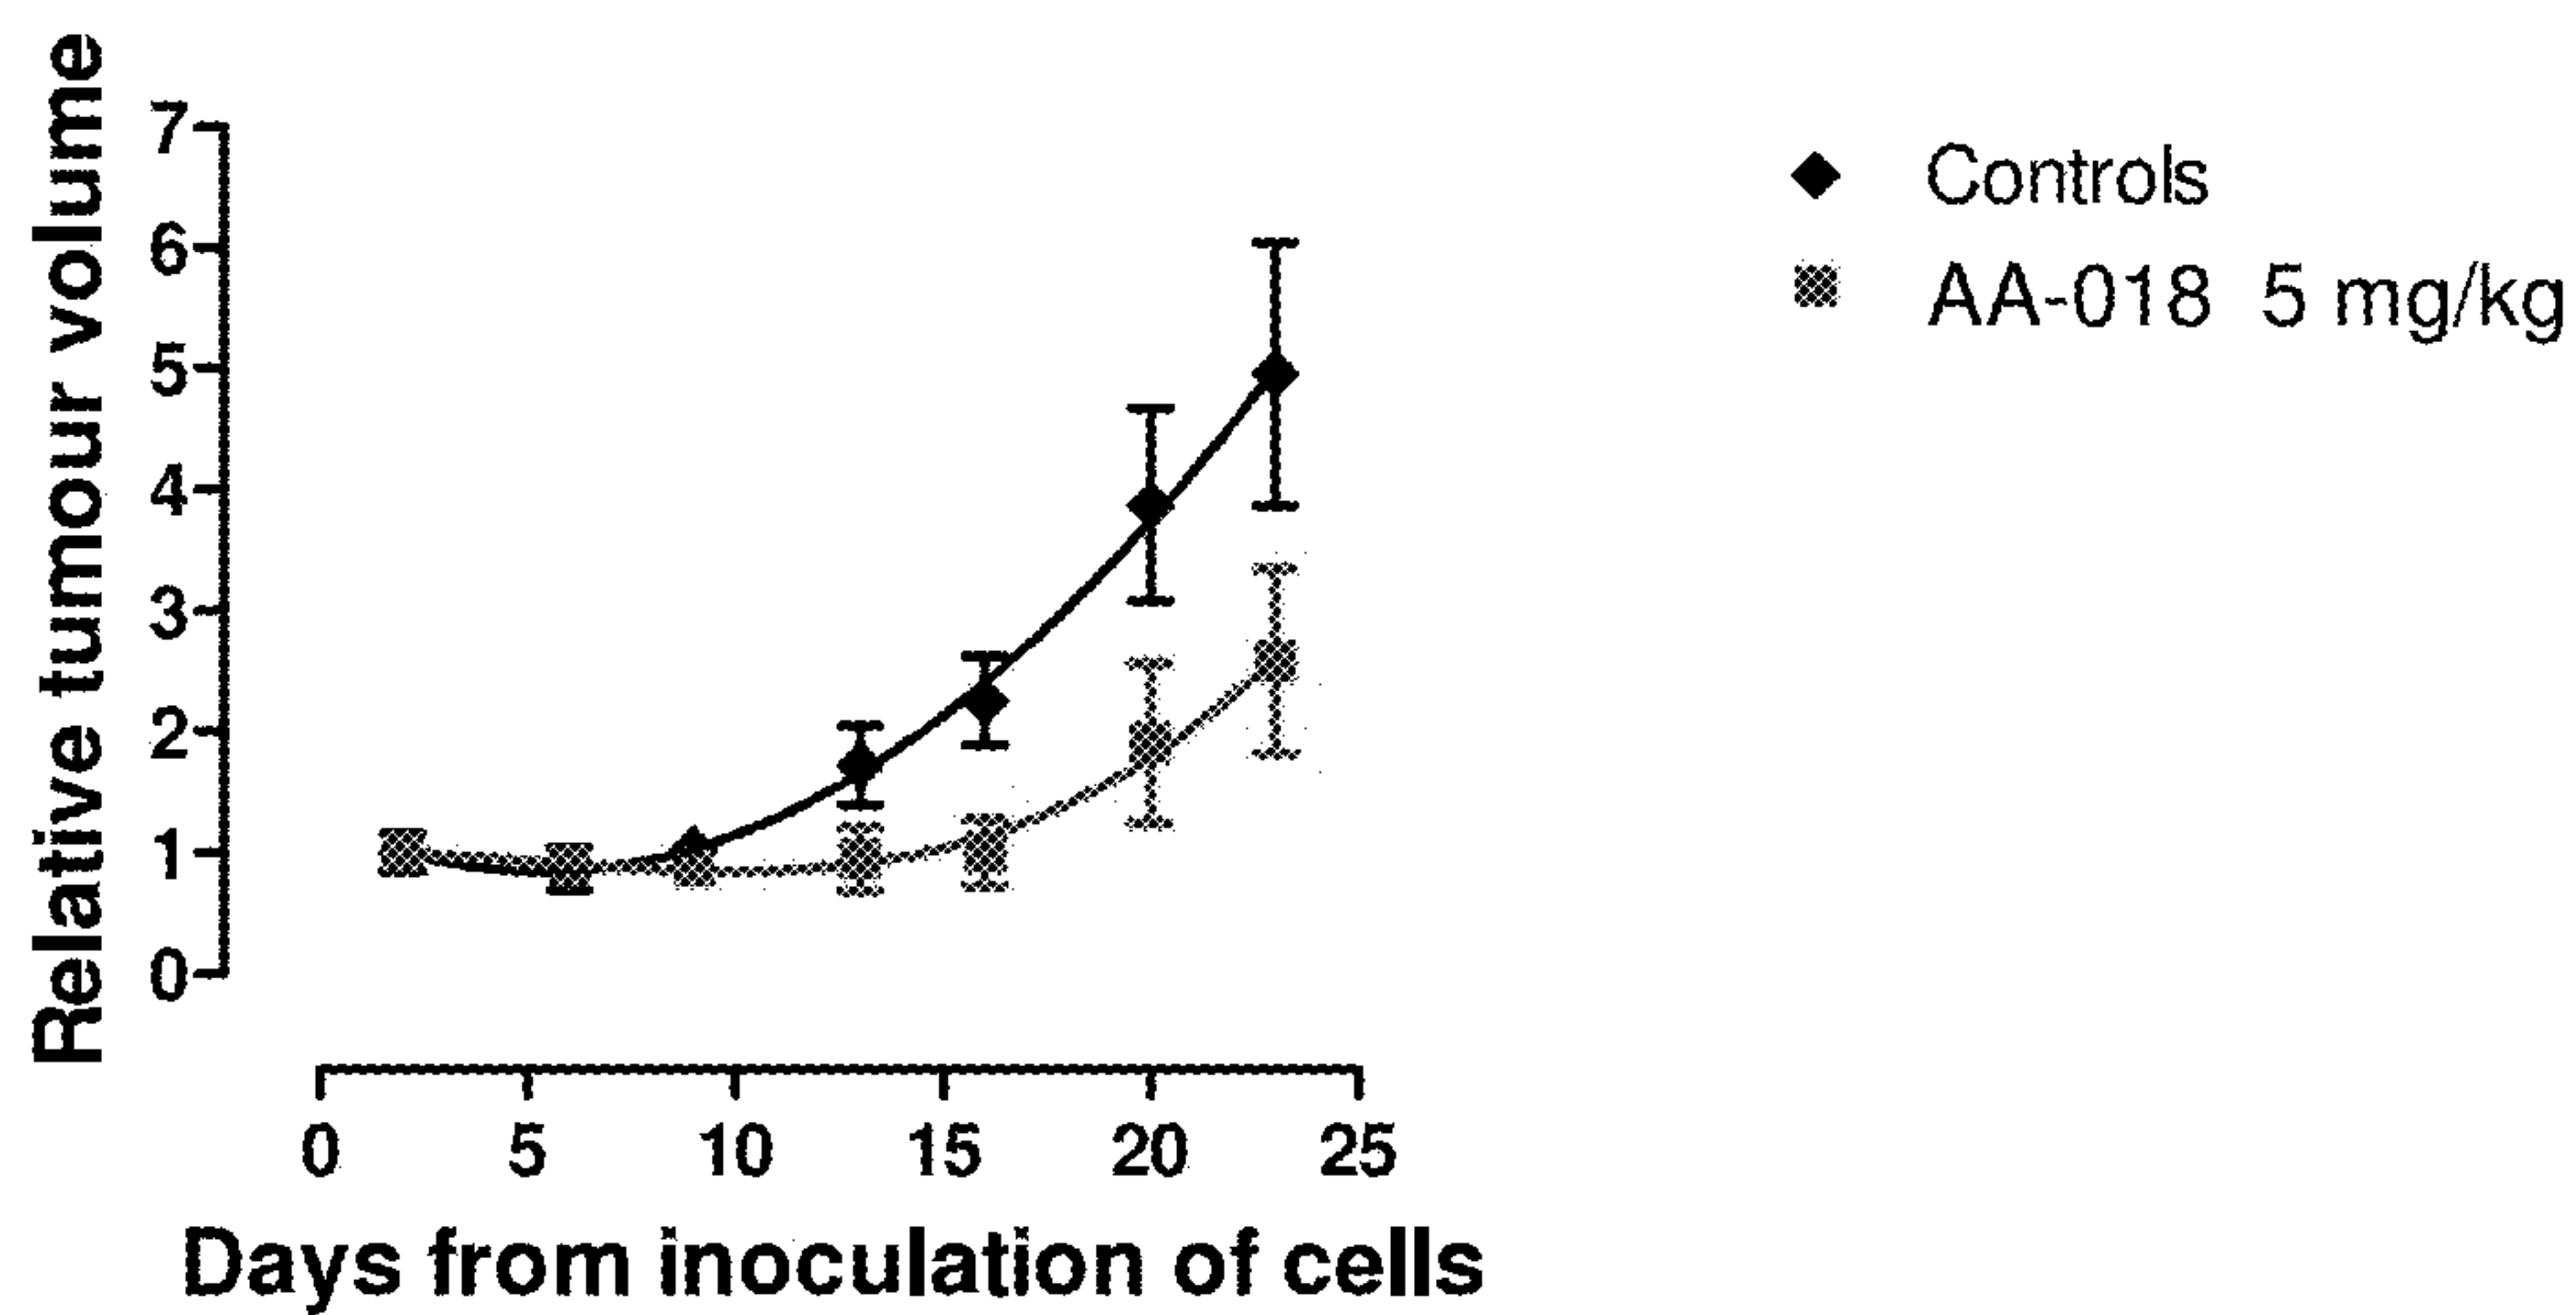 Relative tumour volume
7
6
5
4
3
2
1
0
Controls
AA-018 5 mg/kg
0 5 10 15 20 25
Days from inoculation of cells